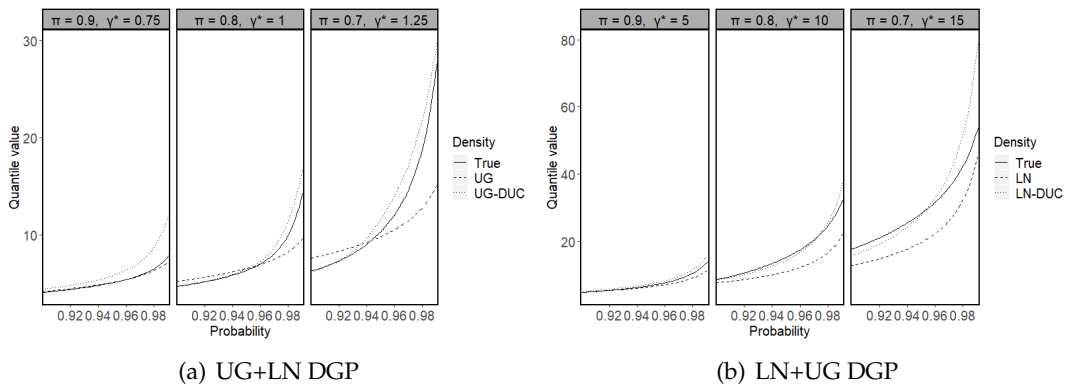 π = 0.9, γ* = 0.75
π = 0.8, γ* = 1
π = 0.7, γ* = 1.25
30
20
10
Quantile value
0.92 0.94 0.96 0.98
0.92 0.94 0.96 0.98
0.92 0.94 0.96 0.98
Probability
Density
True
UG
UG-DUC
(a) UG+LN DGP
π = 0.9, γ* = 5
π = 0.8, γ* = 10
π = 0.7, γ* = 15
80
60
40
20
Quantile value
0.92 0.94 0.96 0.98
0.92 0.94 0.96 0.98
0.92 0.94 0.96 0.98
Probability
Density
True
LN
LN-DUC
(b) LN+UG DGP